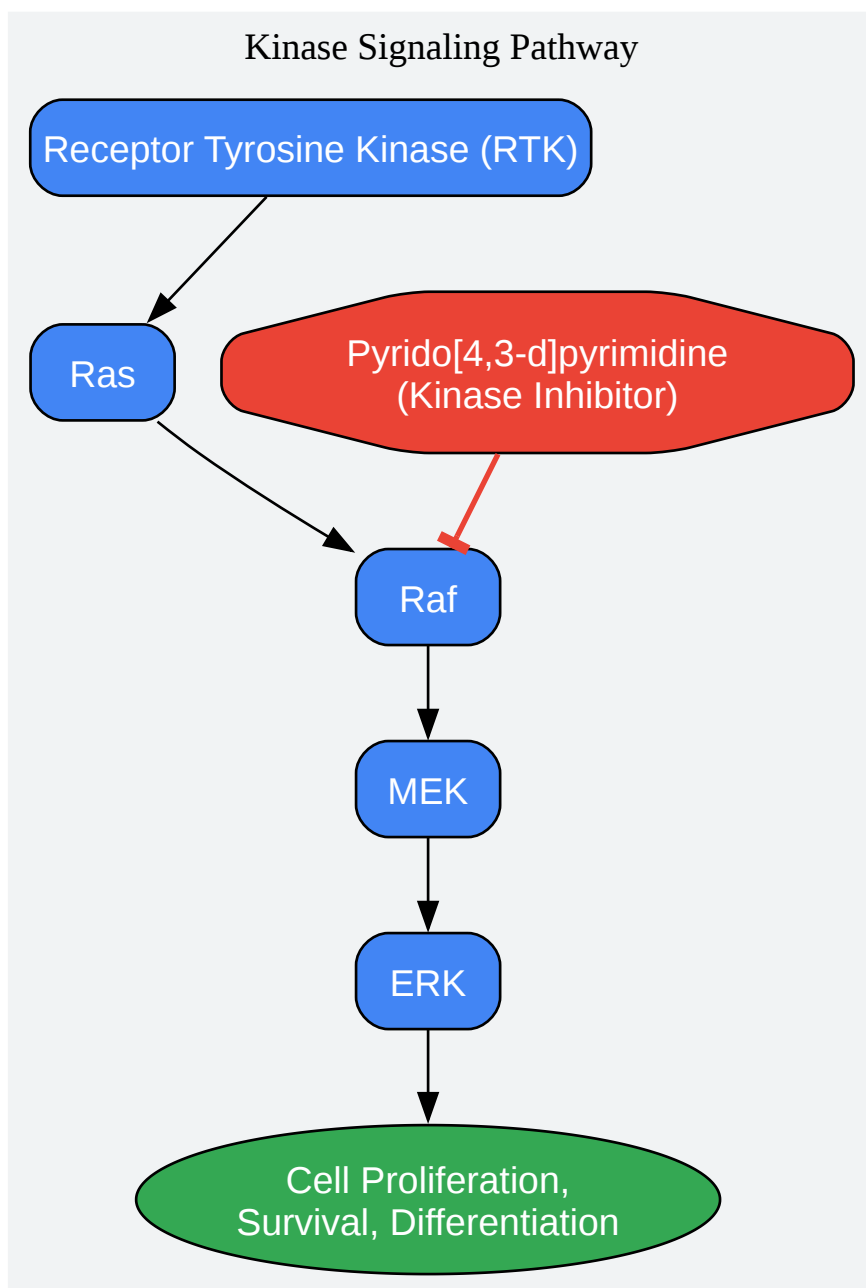 Kinase Signaling Pathway
Receptor Tyrosine Kinase (RTK)
Ras
Pyrido[4,3-d]pyrimidine
(Kinase Inhibitor)
Raf
MEK
ERK
Cell Proliferation,
Survival, Differentiation